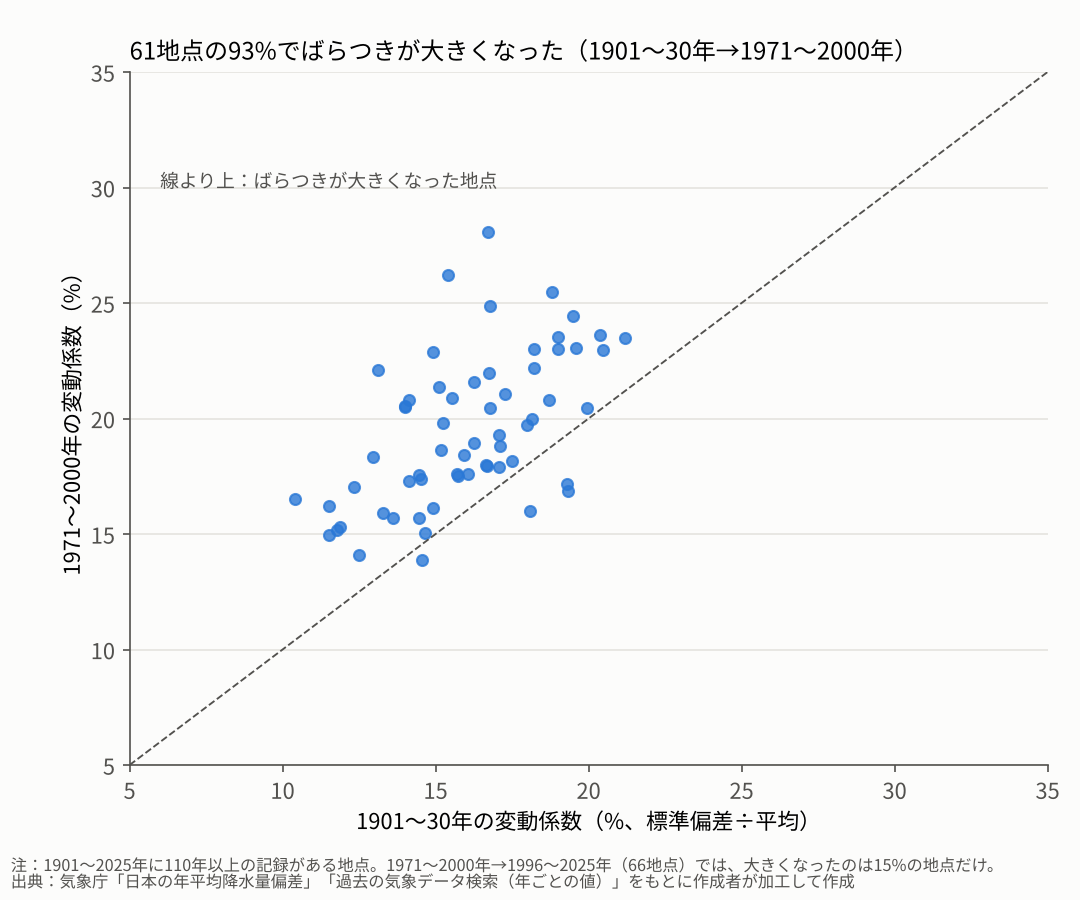 61地点の93%でばらつきが大きくなった（1901～30年→1971～2000年）
35
線より上：ばらつきが大きくなった地点
30
25
20
15
10
5
1971～2000年の変動係数（%）
5 10 15 20 25 30 35
1901～30年の変動係数（%、標準偏差÷平均）
注：1901～2025年に110年以上の記録がある地点。1971～2000年→1996～2025年（66地点）では、大きくなったのは15%の地点だけ。
出典：気象庁「日本の年平均降水量偏差」「過去の気象データ検索（年ごとの値）」をもとに作成者が加工して作成